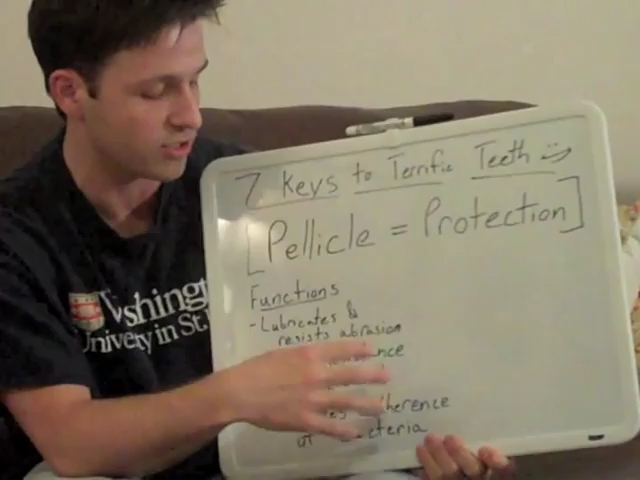 7 Keys to Terrific Teeth :)
[Pellicle = Protection]
Functions
- Lubricates &
resists abrasion
adherence
of bacteria
Washingt
University in St.